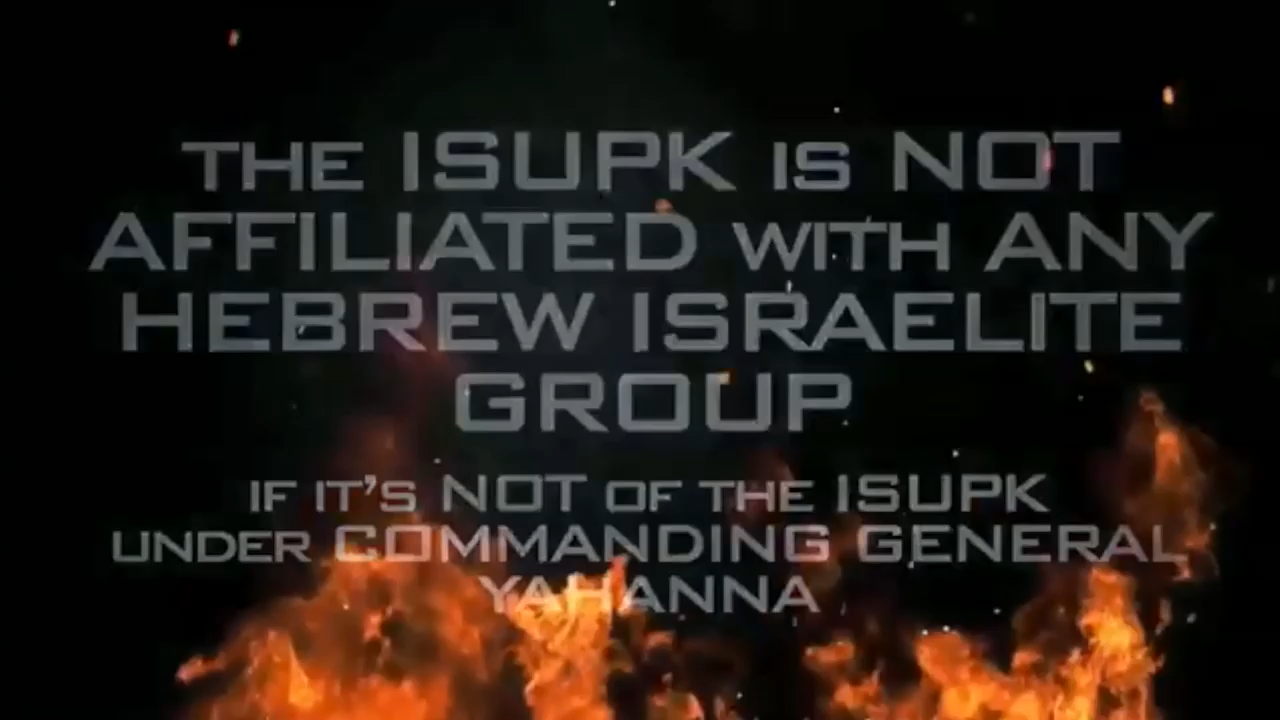 THE ISUPK IS NOT
AFFILIATED WITH ANY
HEBREW ISRAELITE
GROUP
IF IT'S NOT OF THE ISUPK
UNDER COMMANDING GENERAL
YAHANNA